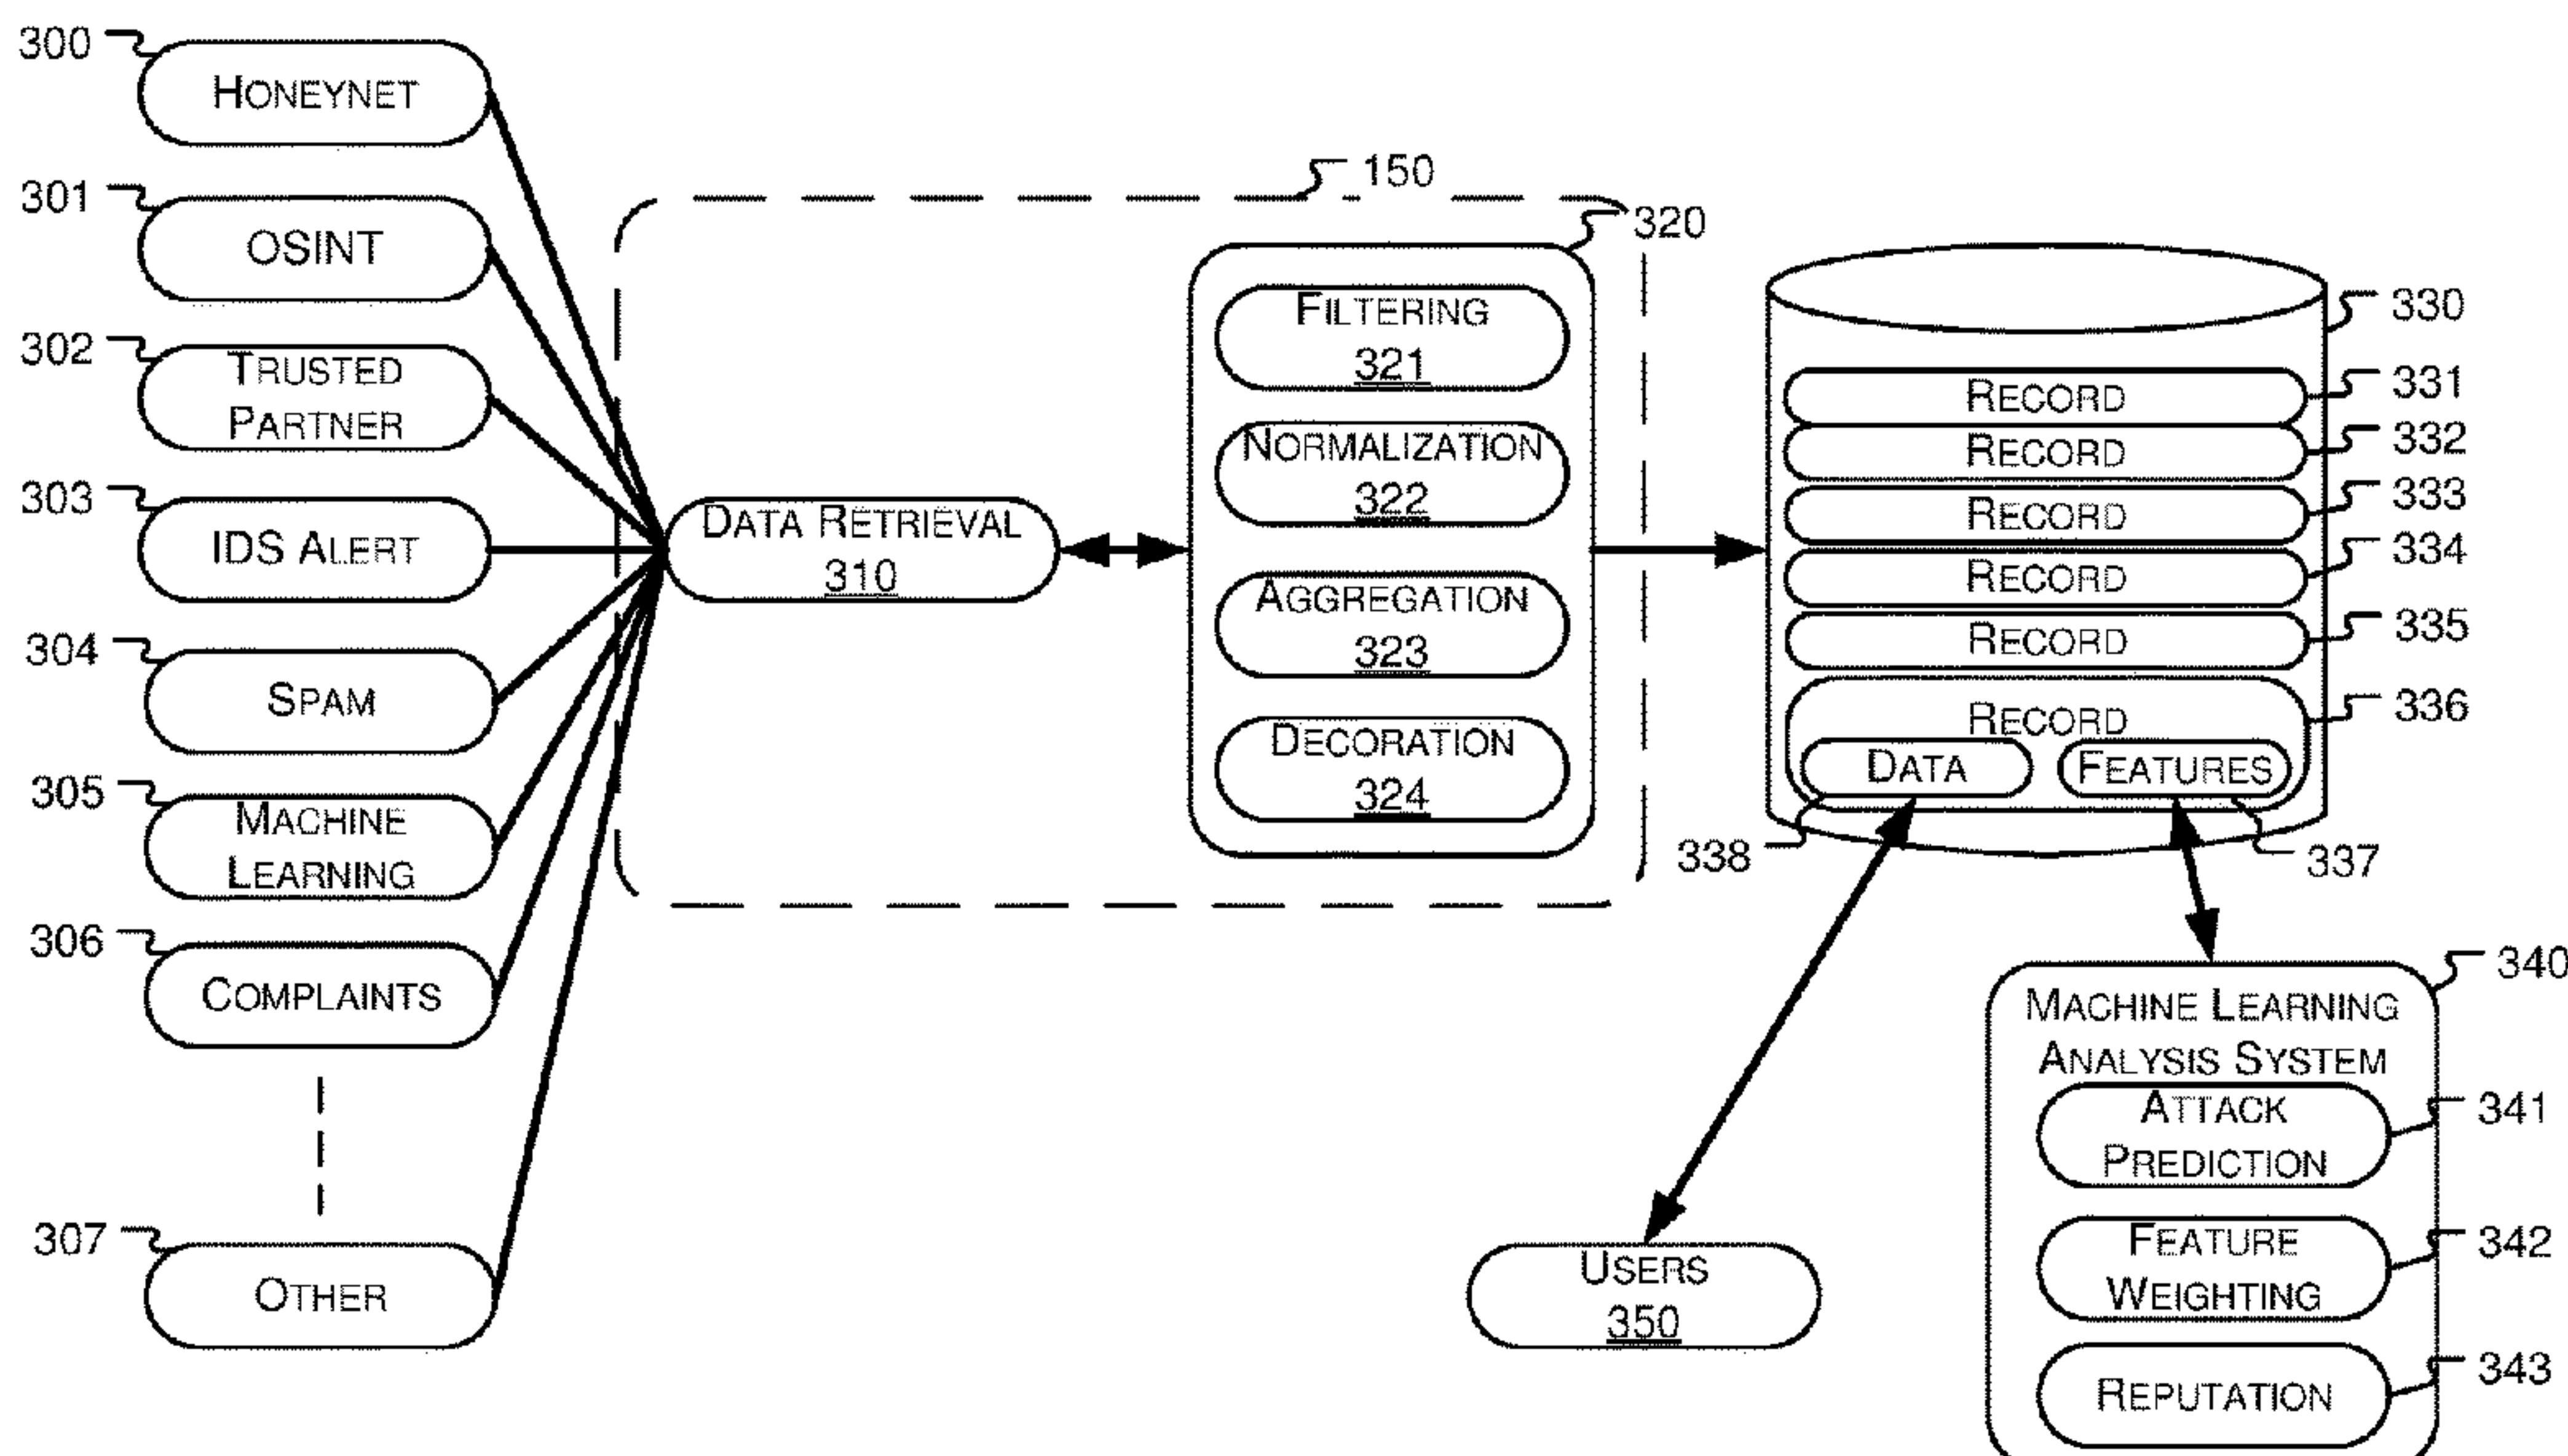 300
HONEYNET
301
OSINT
302
TRUSTED
PARTNER
303
IDS ALERT
304
SPAM
305
MACHINE
LEARNING
306
COMPLAINTS
307
OTHER
150
DATA RETRIEVAL
310
320
FILTERING
321
NORMALIZATION
322
AGGREGATION
323
DECORATION
324
330
RECORD
331
RECORD
332
RECORD
333
RECORD
334
RECORD
335
RECORD
336
DATA
FEATURES
338
337
340
MACHINE LEARNING
ANALYSIS SYSTEM
ATTACK
PREDICTION
341
FEATURE
WEIGHTING
342
REPUTATION
343
USERS
350